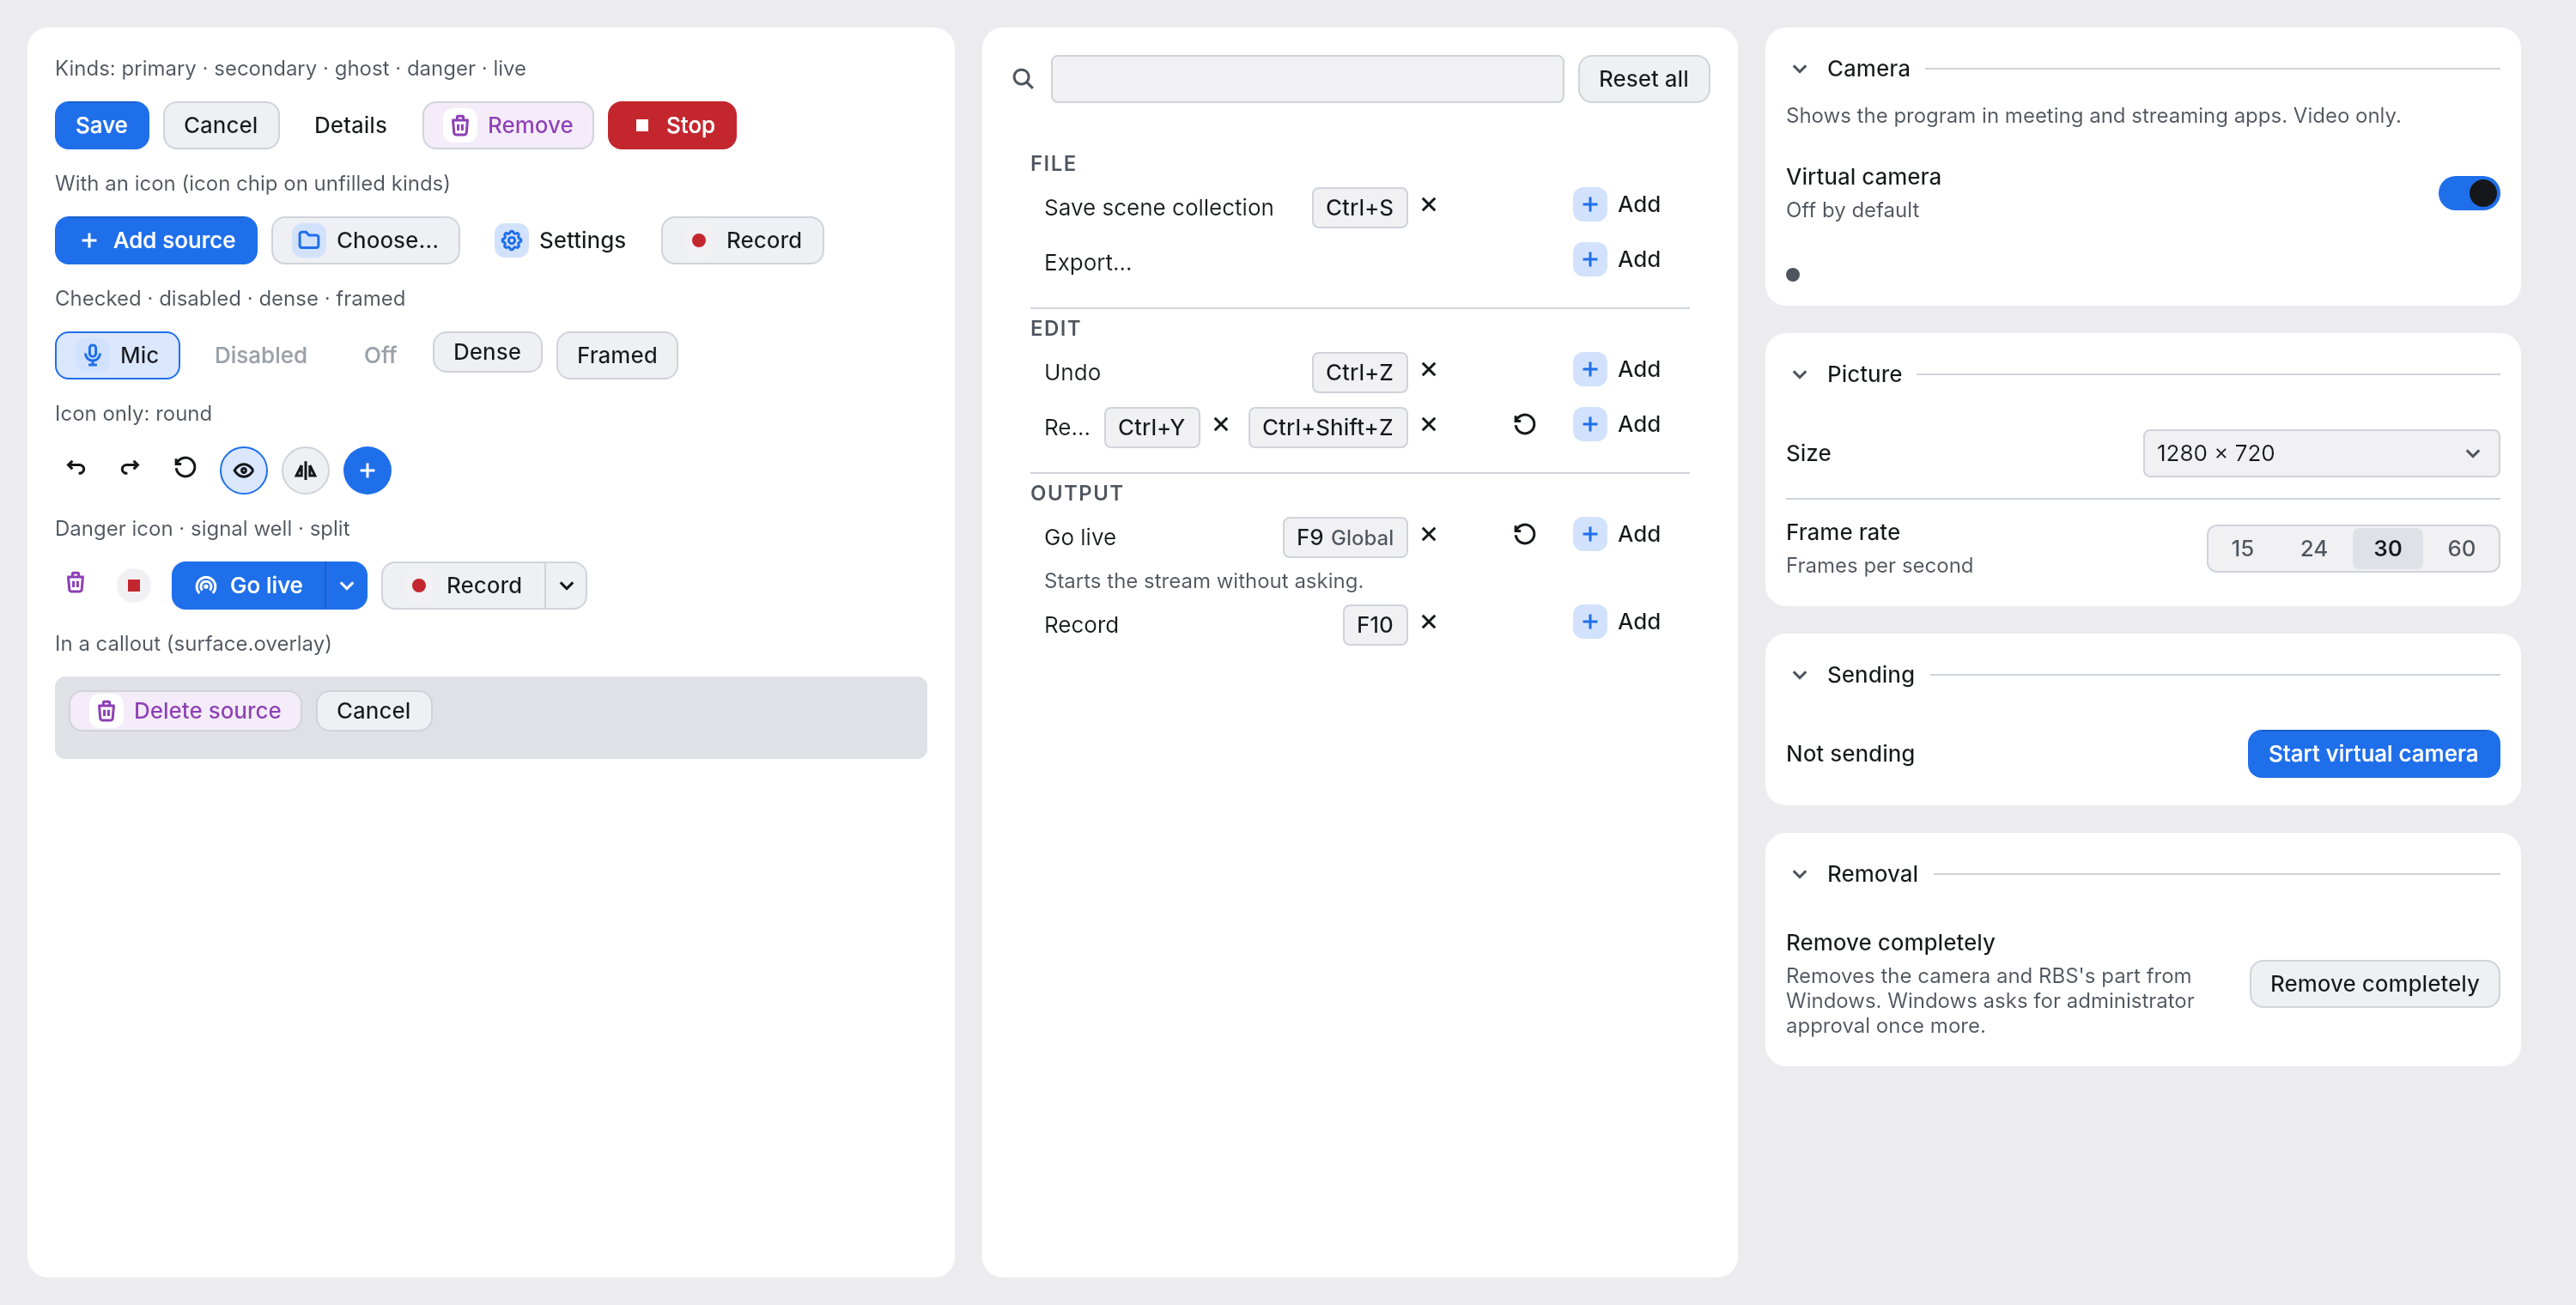 Kinds: primary · secondary · ghost · danger · live
Save Cancel Details Remove Stop
With an icon (icon chip on unfilled kinds)
Add source Choose... Settings Record
Checked · disabled · dense · framed
Mic Disabled Off Dense Framed
Icon only: round
Danger icon · signal well · split
Go live Record
In a callout (surface.overlay)
Delete source Cancel
Reset all
FILE
Save scene collection Ctrl+S Add
Export... Add
EDIT
Undo Ctrl+Z Add
Re... Ctrl+Y Ctrl+Shift+Z Add
OUTPUT
Go live F9 Global Add
Starts the stream without asking.
Record F10 Add
Camera
Shows the program in meeting and streaming apps. Video only.
Virtual camera
Off by default
Picture
Size 1280 × 720
Frame rate
Frames per second
15 24 30 60
Sending
Not sending Start virtual camera
Removal
Remove completely
Removes the camera and RBS's part from
Windows. Windows asks for administrator
approval once more.
Remove completely